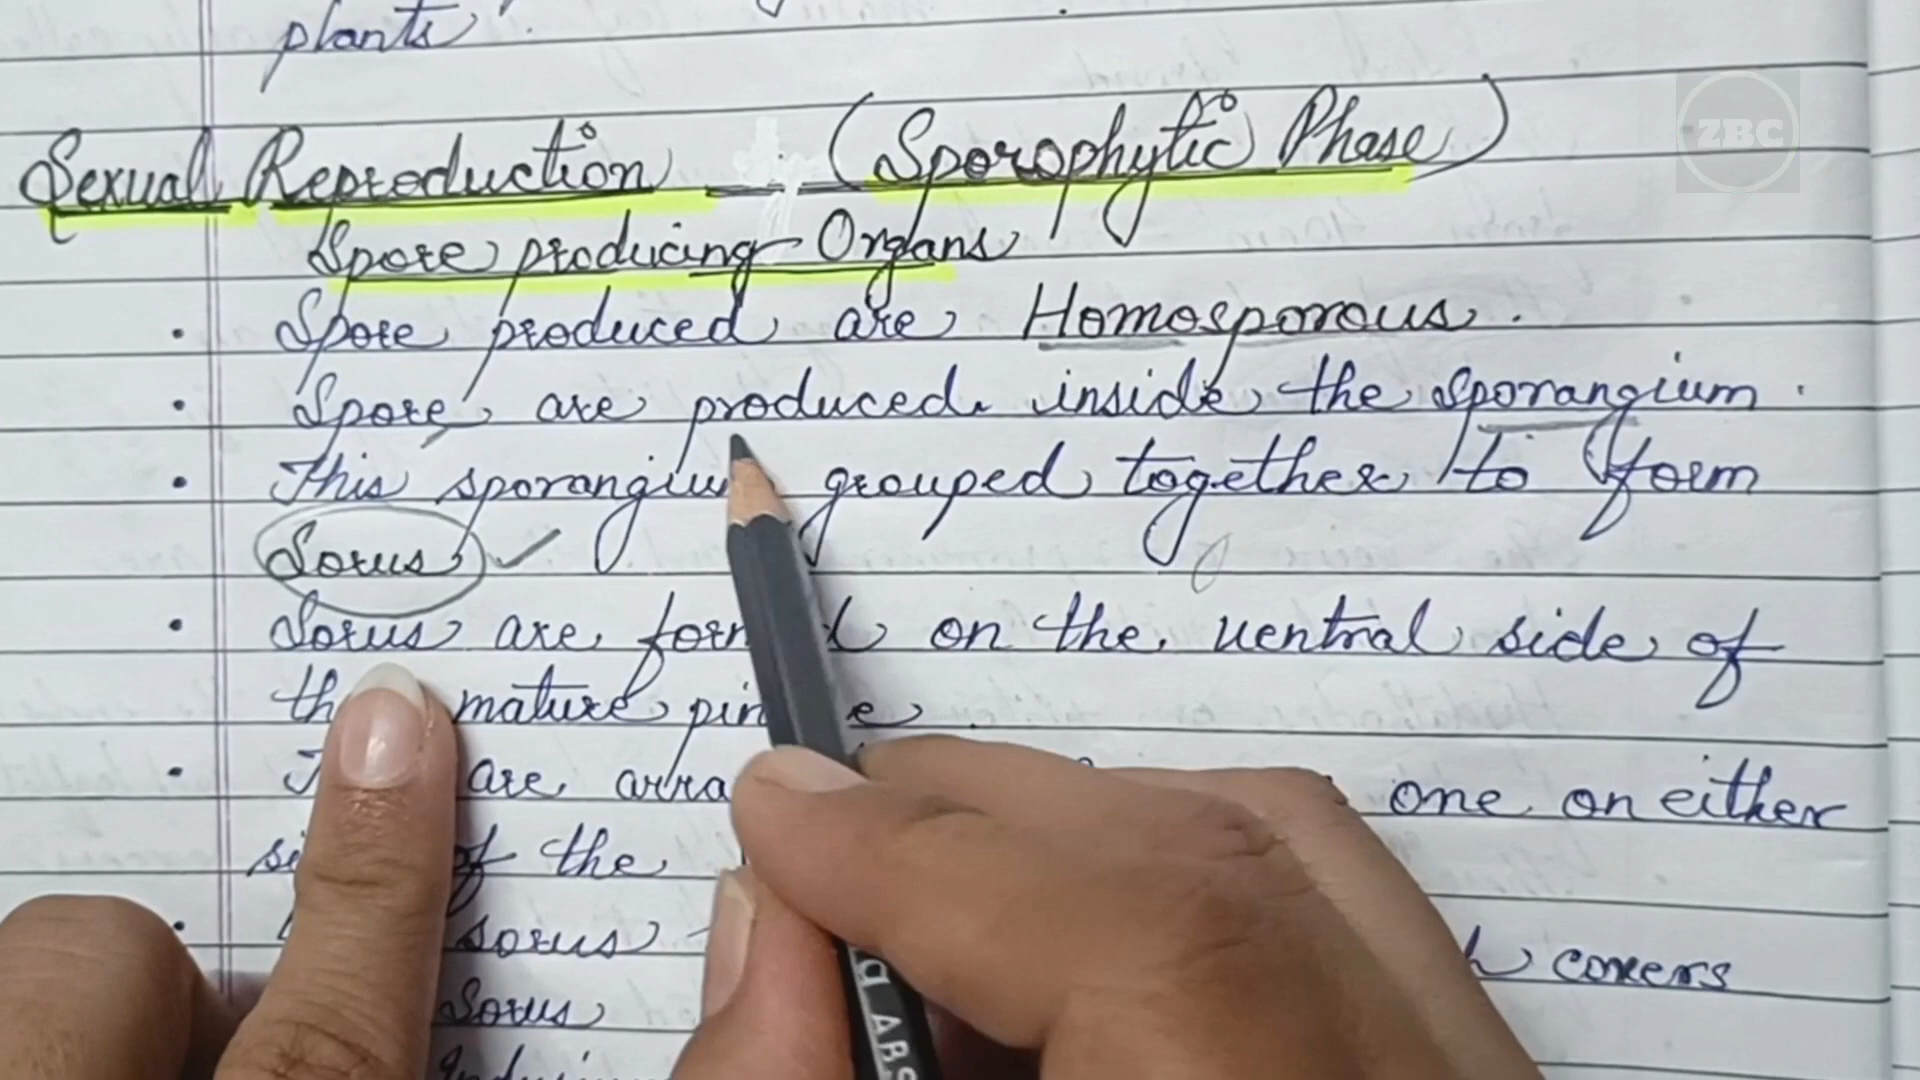 plants.
Sexual Reproduction - (Sporophytic Phase)
ZBC
Spore producing Organs
• Spore produced are Homosporous.
• Spore are produced inside the sporangium.
• This sporangium grouped together to form
Sorus ✓
• Sorus are on the ventral side of
mature
• are one on either
of the
• sorus covers
Sorus
ABS